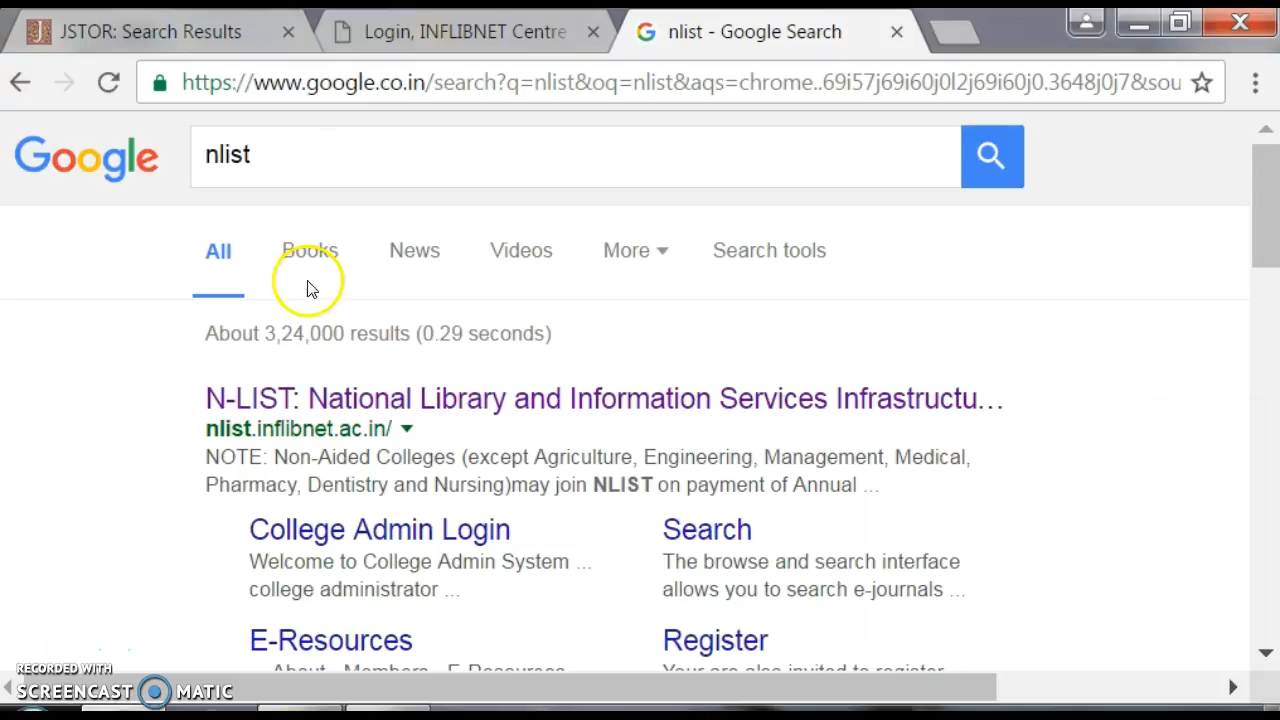 JSTOR: Search Results
Login, INFLIBNET Centre
nlist - Google Search
https://www.google.co.in/search?q=nlist&oq=nlist&aqs=chrome..69i57j69i60j0l2j69i60j0.3648j0j7&sou
Google
nlist
All Books News Videos More Search tools
About 3,24,000 results (0.29 seconds)
N-LIST: National Library and Information Services Infrastructu...
nlist.inflibnet.ac.in/
NOTE: Non-Aided Colleges (except Agriculture, Engineering, Management, Medical,
Pharmacy, Dentistry and Nursing)may join NLIST on payment of Annual ...
College Admin Login
Welcome to College Admin System ...
college administrator ...
Search
The browse and search interface
allows you to search e-journals ...
E-Resources
About - Members - E-Resources
Register
Your are also invited to register
RECORDED WITH
SCREENCAST MATIC